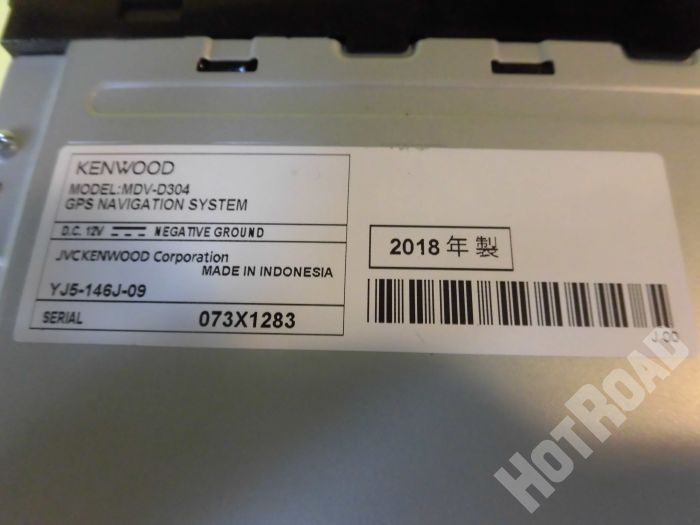 KENWOOD
MODEL:MDV-D304
GPS NAVIGATION SYSTEM
D.C. 12V NEGATIVE GROUND
JVCKENWOOD Corporation
MADE IN INDONESIA
YJ5-146J-09
SERIAL 073X1283
2018 年 製
J 00
HOTROAD